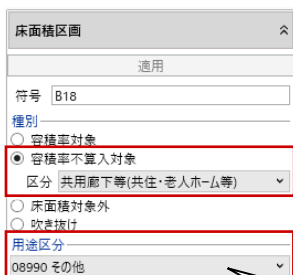 床面積区画
適用
符号 B18
種別
容積率対象
容積率不算入対象
区分 共用廊下等(共住・老人ホーム等)
床面積対象外
吹き抜け
用途区分
08990 その他